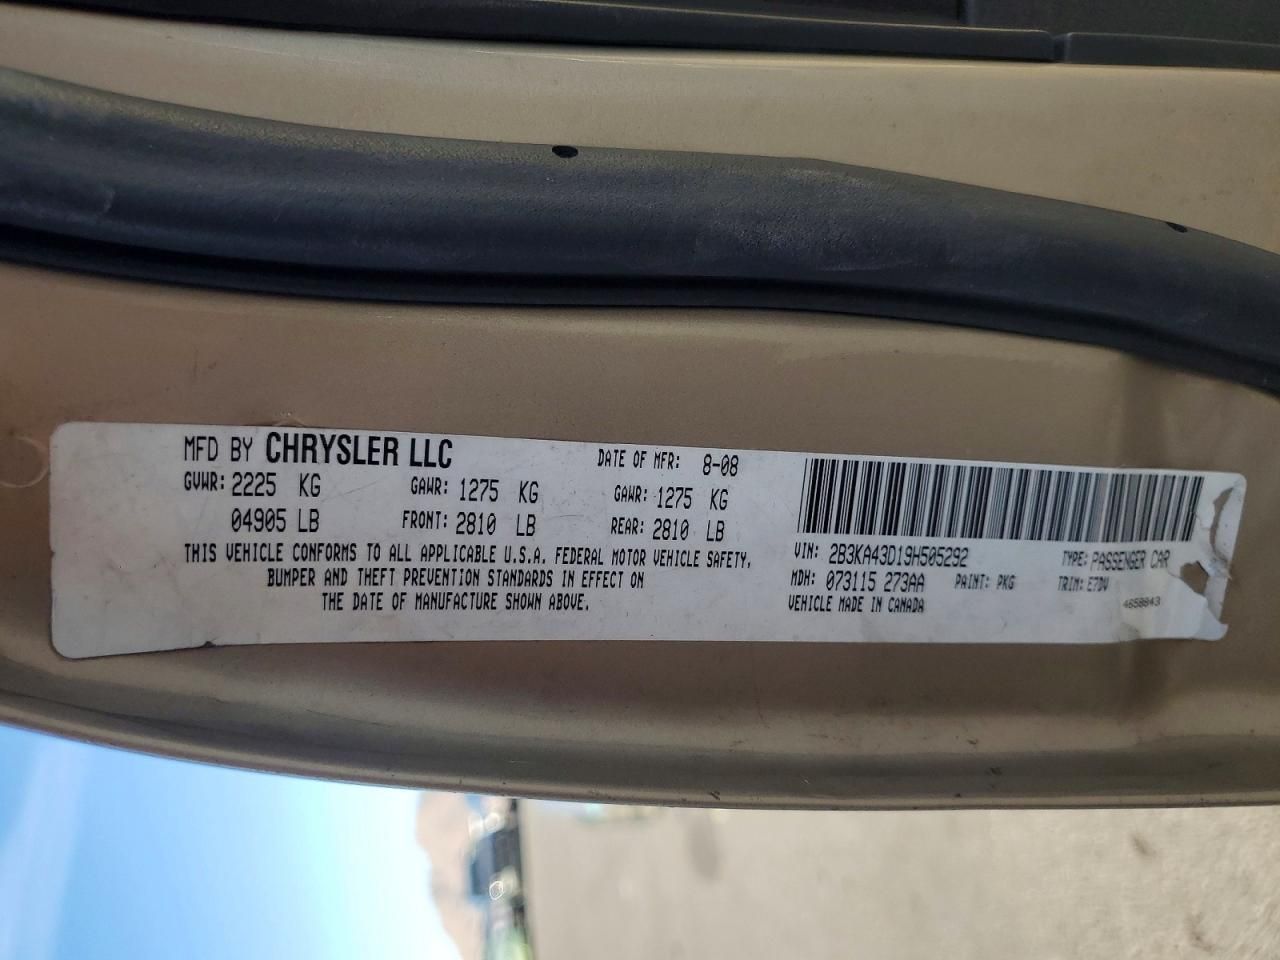 MFD BY CHRYSLER LLC DATE OF MFR: 8-08
GVWR: 2225 KG GAWR: 1275 KG GAWR: 1275 KG
04905 LB FRONT: 2810 LB REAR: 2810 LB
THIS VEHICLE CONFORMS TO ALL APPLICABLE U.S.A. FEDERAL MOTOR VEHICLE SAFETY,
BUMPER AND THEFT PREVENTION STANDARDS IN EFFECT ON
THE DATE OF MANUFACTURE SHOWN ABOVE.
VIN: 2B3KA43D19H505292 TYPE: PASSENGER CAR
MDH: 073115 273AA PAINT: PKG TRIM: E7DV
VEHICLE MADE IN CANADA 4658643